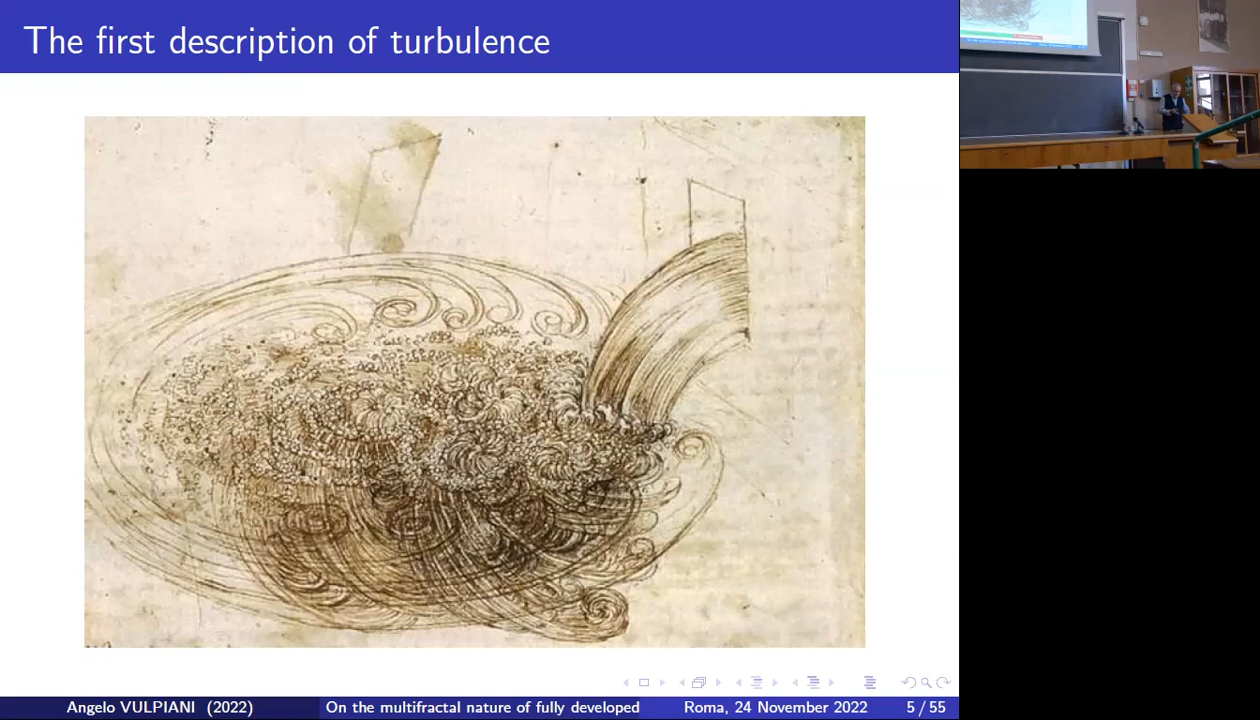 The first description of turbulence
Angelo VULPIANI (2022)
On the multifractal nature of fully developed
Roma, 24 November 2022
5 / 55